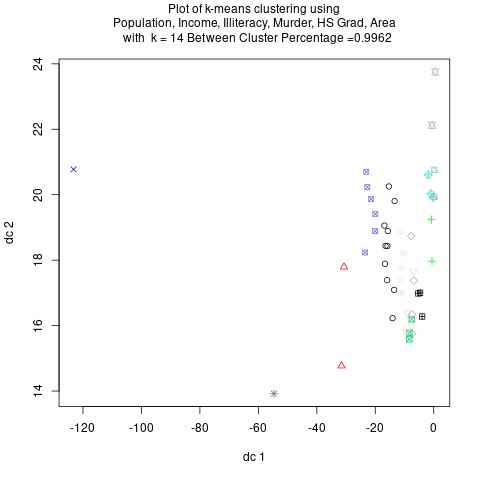 Plot of k-means clustering using
Population, Income, Illiteracy, Murder, HS Grad, Area
with k = 14 Between Cluster Percentage =0.9962
24
22
20
18
16
14
dc 2
-120 -100 -80 -60 -40 -20 0
dc 1